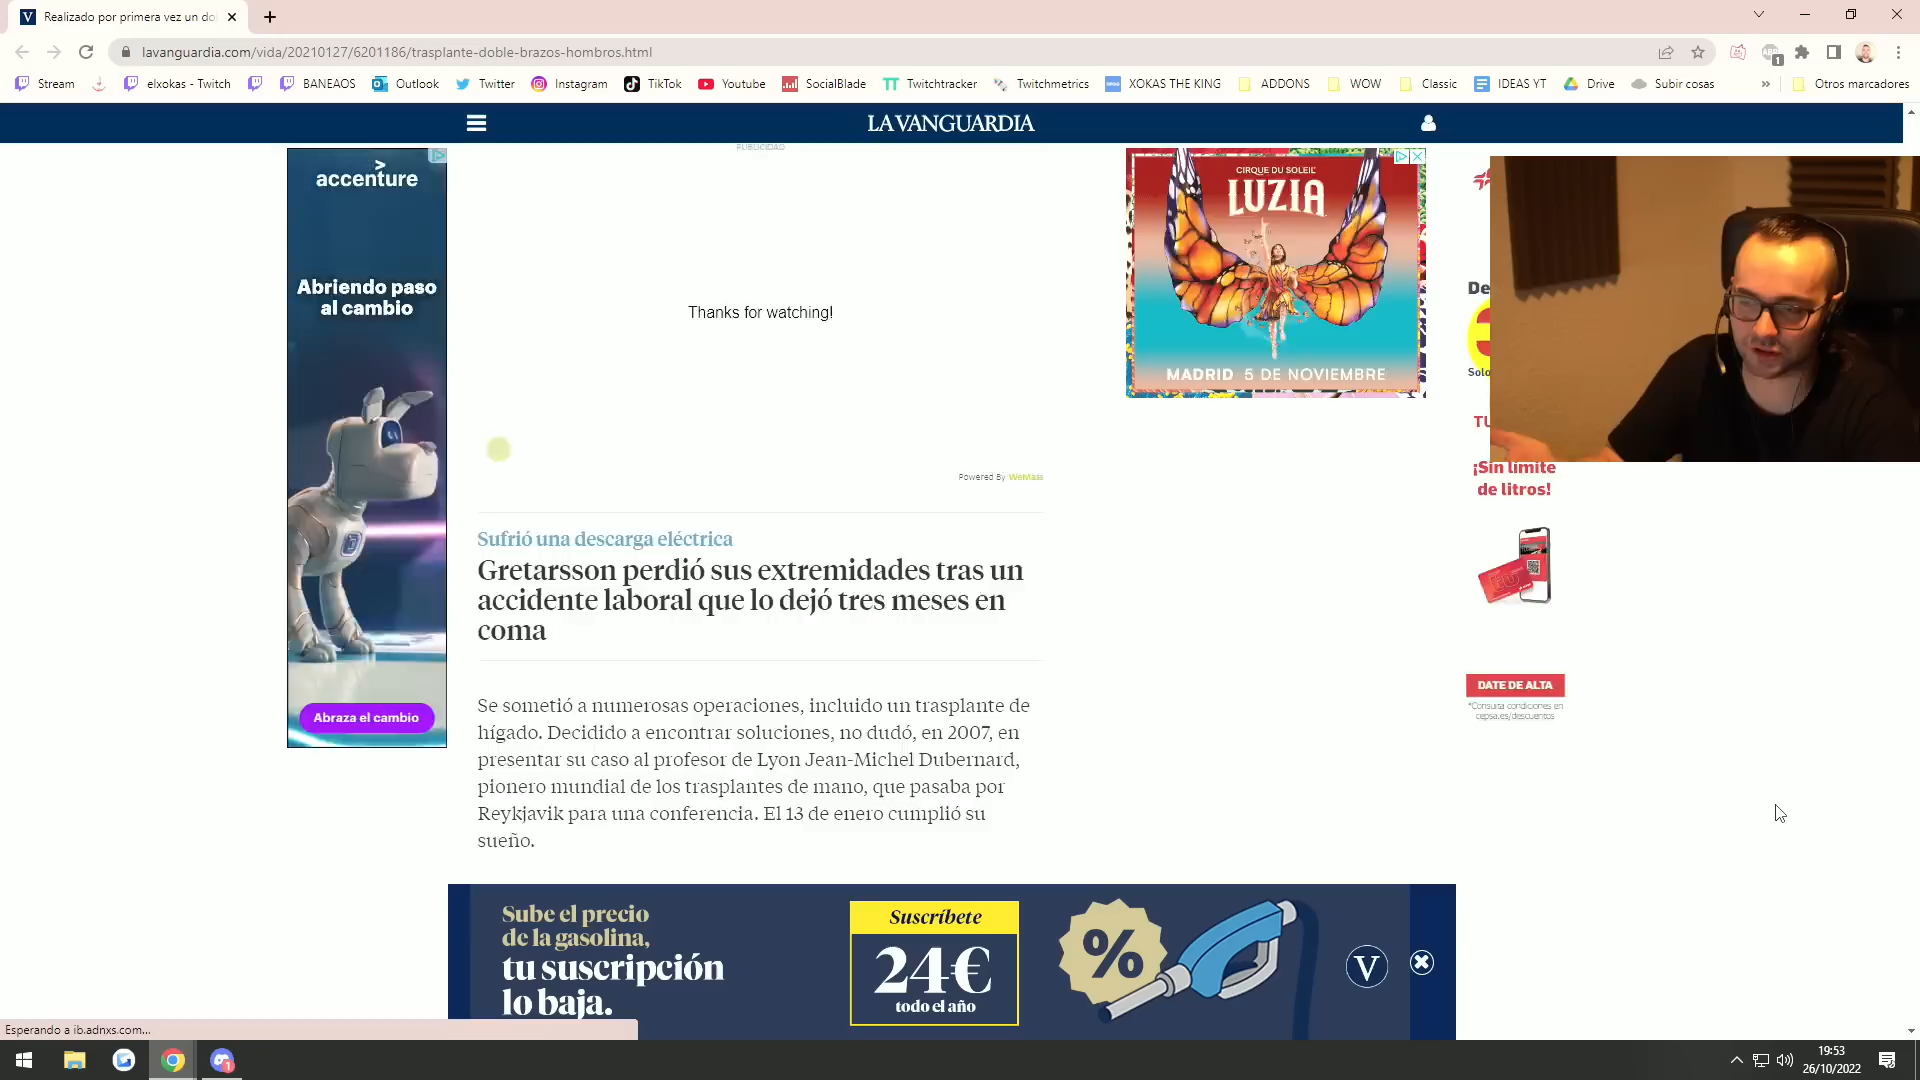 Realizado por primera vez un do
lavanguardia.com/vida/20210127/6201186/trasplante-doble-brazos-hombros.html
Stream
elxokas - Twitch
BANEAOS
Outlook
Twitter
Instagram
TikTok
Youtube
SocialBlade
Twitchtracker
Twitchmetrics
XOKAS THE KING
ADDONS
WOW
Classic
IDEAS YT
Drive
Subir cosas
»
Otros marcadores
LA VANGUARDIA
PUBLICIDAD
accenture
Abriendo paso
al cambio
Abraza el cambio
Thanks for watching!
Powered By WeMass
CIRQUE DU SOLEIL
LUZIA
MADRID 5 DE NOVIEMBRE
De
Solo
TU
¡Sin límite
de litros!
DATE DE ALTA
*Consulta condiciones en
cepsa.es/descuentos
Sufrió una descarga eléctrica
Gretarsson perdió sus extremidades tras un
accidente laboral que lo dejó tres meses en
coma
Se sometió a numerosas operaciones, incluido un trasplante de
hígado. Decidido a encontrar soluciones, no dudó, en 2007, en
presentar su caso al profesor de Lyon Jean-Michel Dubernard,
pionero mundial de los trasplantes de mano, que pasaba por
Reykjavik para una conferencia. El 13 de enero cumplió su
sueño.
Sube el precio
de la gasolina,
tu suscripción
lo baja.
Suscríbete
24€
todo el año
%
V
Esperando a ib.adnxs.com...
19:53
26/10/2022